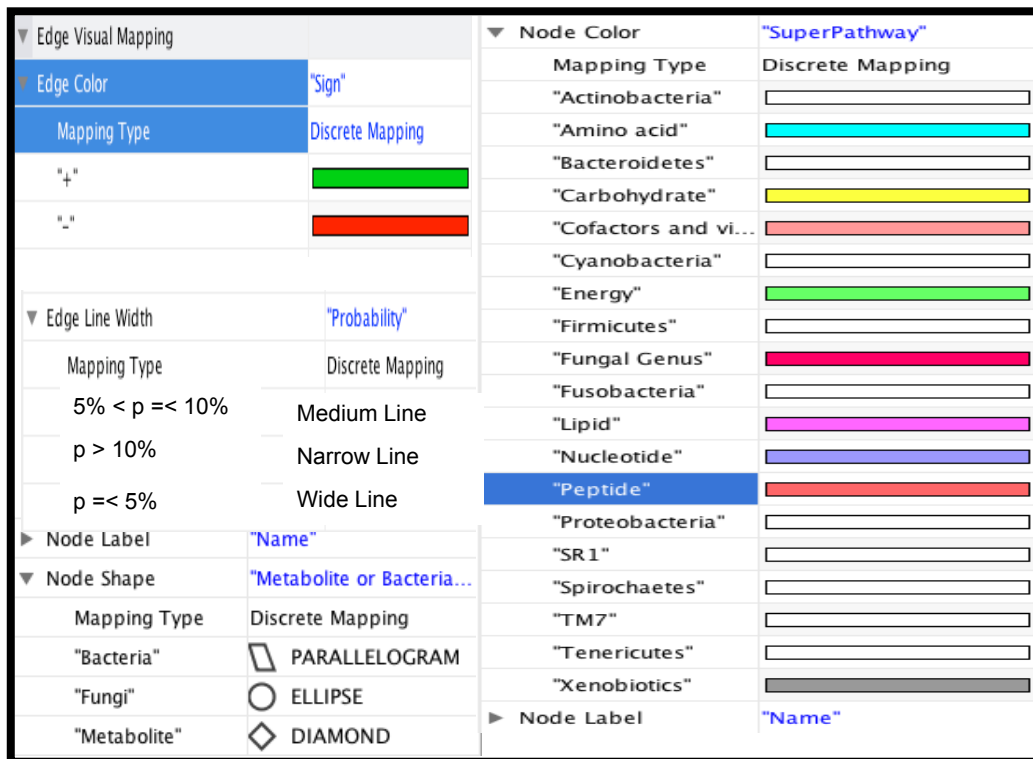 Edge Visual Mapping
Edge Color "Sign"
Mapping Type Discrete Mapping
"+"
"-"
Edge Line Width "Probability"
Mapping Type Discrete Mapping
5% < p =< 10% Medium Line
p > 10% Narrow Line
p =< 5% Wide Line
Node Label "Name"
Node Shape "Metabolite or Bacteria...
Mapping Type Discrete Mapping
"Bacteria" PARALLELOGRAM
"Fungi" ELLIPSE
"Metabolite" DIAMOND
Node Color "SuperPathway"
Mapping Type Discrete Mapping
"Actinobacteria"
"Amino acid"
"Bacteroidetes"
"Carbohydrate"
"Cofactors and vi...
"Cyanobacteria"
"Energy"
"Firmicutes"
"Fungal Genus"
"Fusobacteria"
"Lipid"
"Nucleotide"
"Peptide"
"Proteobacteria"
"SR1"
"Spirochaetes"
"TM7"
"Tenericutes"
"Xenobiotics"
Node Label "Name"